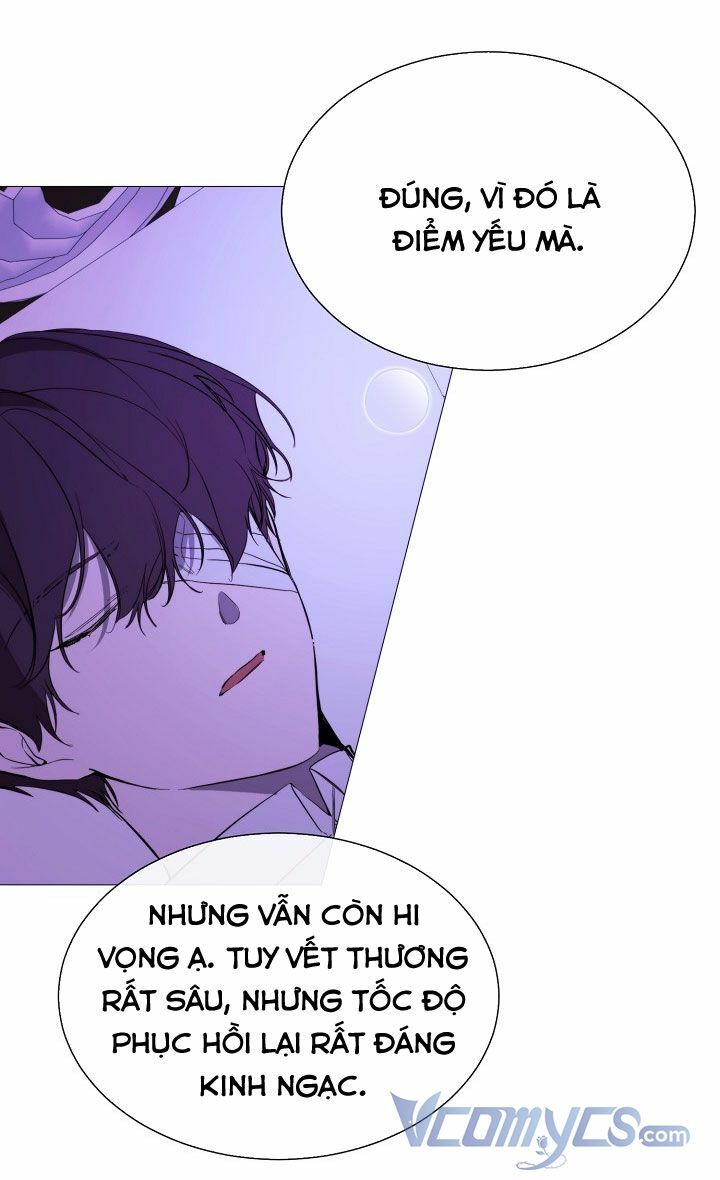 ĐÚNG, VÌ ĐÓ LÀ
ĐIỂM YẾU MÀ.
NHƯNG VẪN CÒN HI
VỌNG Ạ. TUY VẾT THƯƠNG
RẤT SÂU, NHƯNG TỐC ĐỘ
PHỤC HỒI LẠI RẤT ĐÁNG
KINH NGẠC.
VCOMYCS.com